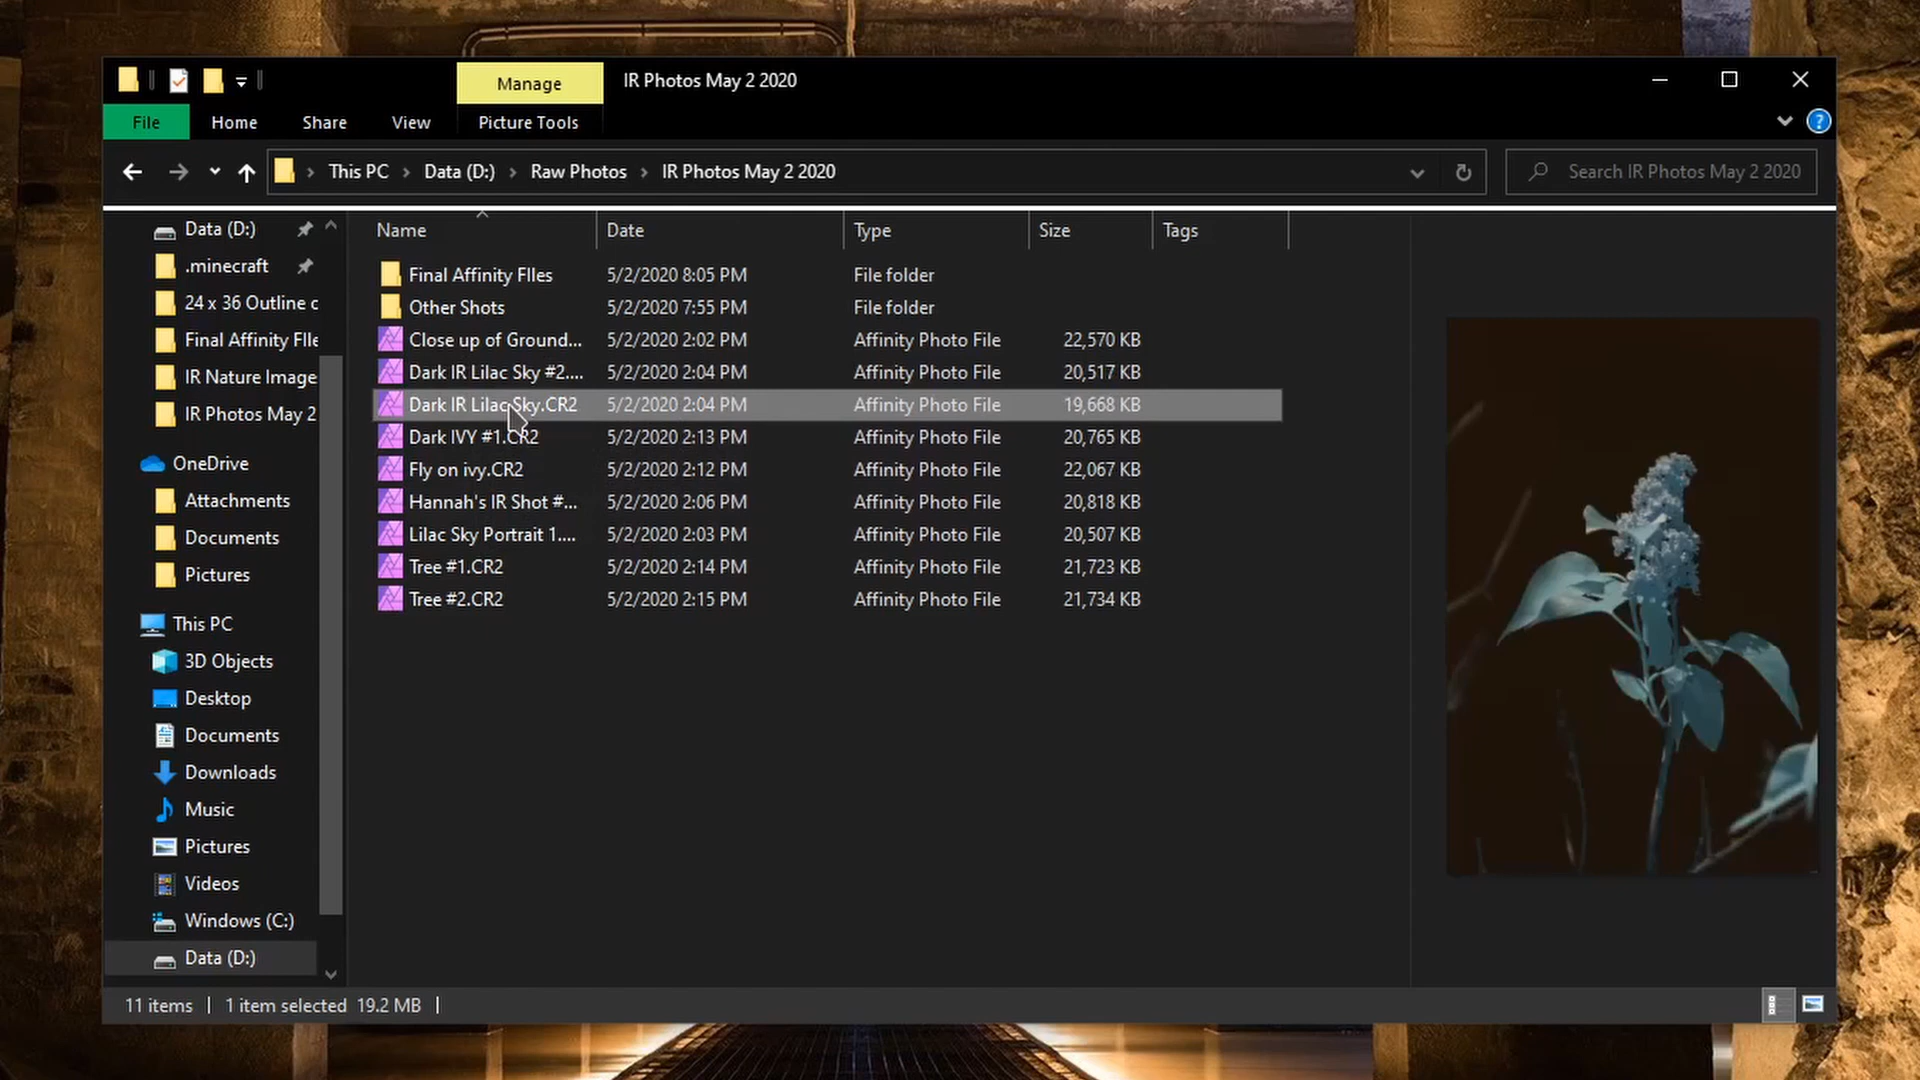 Manage
IR Photos May 2 2020
File
Home
Share
View
Picture Tools
?
This PC
Data (D:)
Raw Photos
IR Photos May 2 2020
Search IR Photos May 2 2020
Data (D:)
.minecraft
24 x 36 Outline c
Final Affinity FIle
IR Nature Image
IR Photos May 2
OneDrive
Attachments
Documents
Pictures
This PC
3D Objects
Desktop
Documents
Downloads
Music
Pictures
Videos
Windows (C:)
Data (D:)
Name Date Type Size Tags
Final Affinity FIles 5/2/2020 8:05 PM File folder
Other Shots 5/2/2020 7:55 PM File folder
Close up of Ground... 5/2/2020 2:02 PM Affinity Photo File 22,570 KB
Dark IR Lilac Sky #2.... 5/2/2020 2:04 PM Affinity Photo File 20,517 KB
Dark IR Lilac Sky.CR2 5/2/2020 2:04 PM Affinity Photo File 19,668 KB
Dark IVY #1.CR2 5/2/2020 2:13 PM Affinity Photo File 20,765 KB
Fly on ivy.CR2 5/2/2020 2:12 PM Affinity Photo File 22,067 KB
Hannah's IR Shot #... 5/2/2020 2:06 PM Affinity Photo File 20,818 KB
Lilac Sky Portrait 1.... 5/2/2020 2:03 PM Affinity Photo File 20,507 KB
Tree #1.CR2 5/2/2020 2:14 PM Affinity Photo File 21,723 KB
Tree #2.CR2 5/2/2020 2:15 PM Affinity Photo File 21,734 KB
11 items
1 item selected 19.2 MB